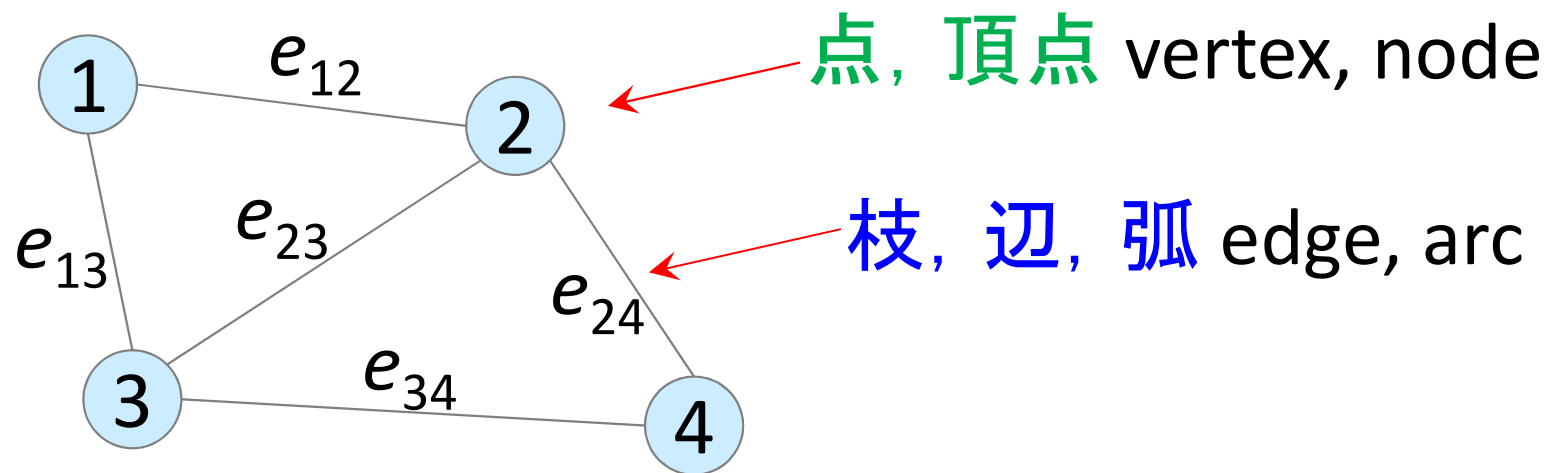 1
e12
2
点, 頂点 vertex, node
e13
e23
e24
枝, 辺, 弧 edge, arc
3
e34
4